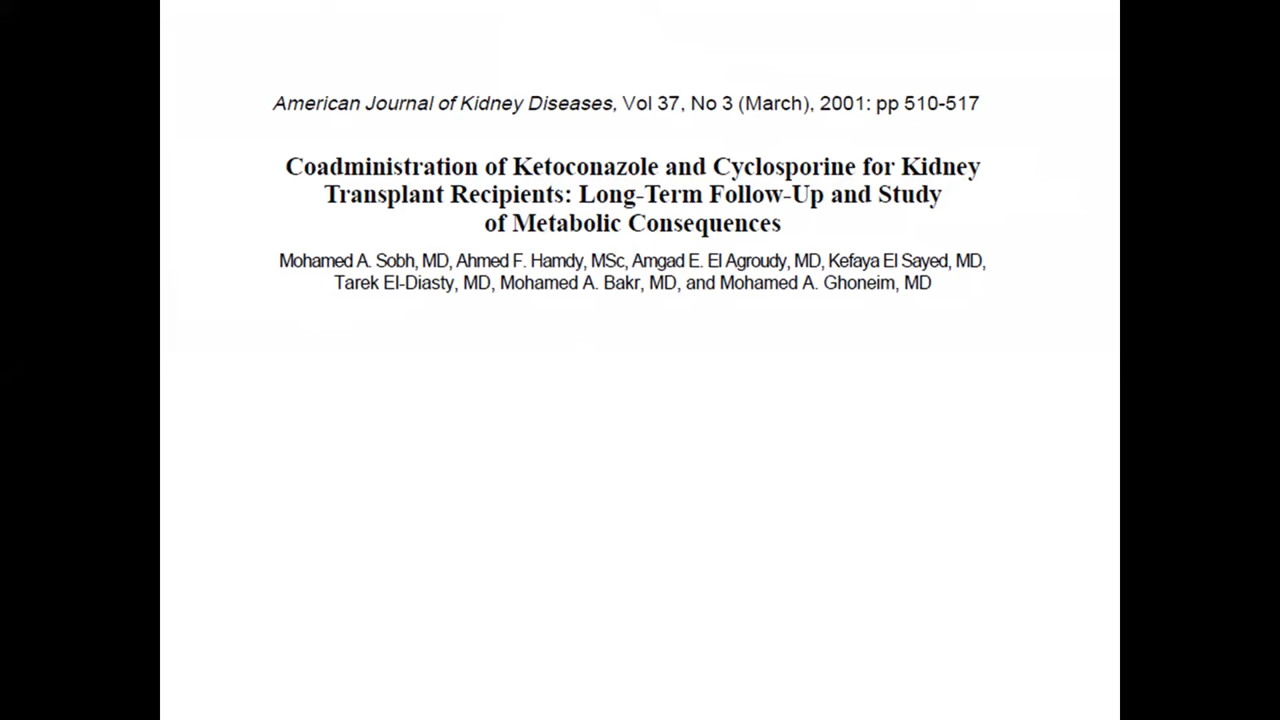 American Journal of Kidney Diseases, Vol 37, No 3 (March), 2001: pp 510-517
Coadministration of Ketoconazole and Cyclosporine for Kidney
Transplant Recipients: Long-Term Follow-Up and Study
of Metabolic Consequences
Mohamed A. Sobh, MD, Ahmed F. Hamdy, MSc, Amgad E. El Agroudy, MD, Kefaya El Sayed, MD,
Tarek El-Diasty, MD, Mohamed A. Bakr, MD, and Mohamed A. Ghoneim, MD